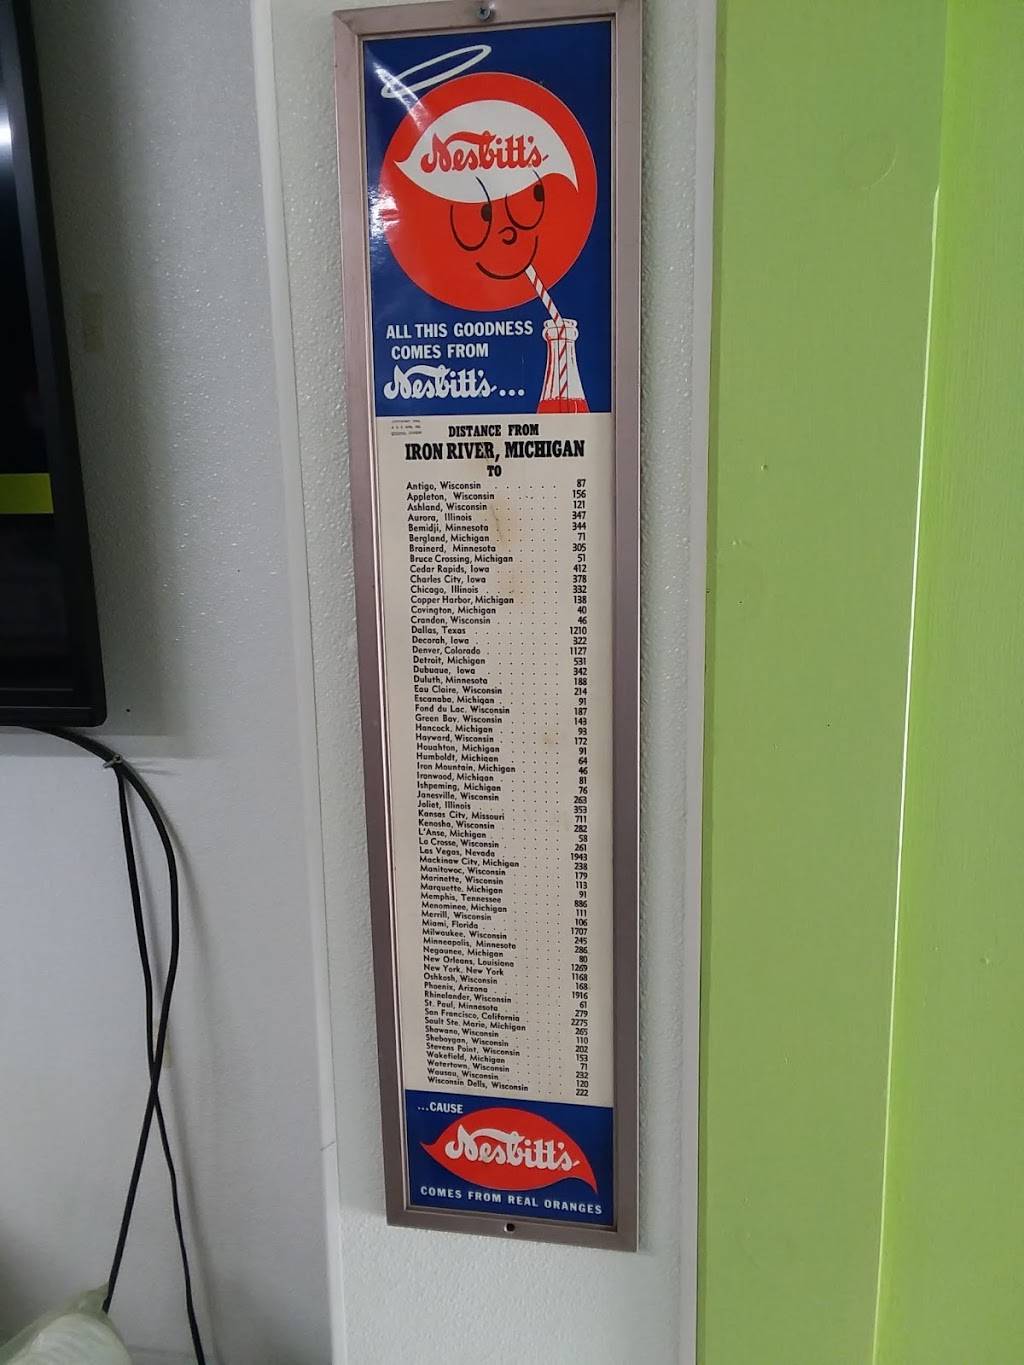 Nesbitt's
ALL THIS GOODNESS
COMES FROM
Nesbitt's...
DISTANCE FROM
IRON RIVER, MICHIGAN
TO
Antigo, Wisconsin . . . . . . 87
Appleton, Wisconsin . . . . . 156
Ashland, Wisconsin . . . . . 121
Aurora, Illinois . . . . . . 347
Bemidji, Minnesota . . . . . 344
Bergland, Michigan . . . . . 71
Brainerd, Minnesota . . . . . 305
Bruce Crossing, Michigan . . . . 51
Cedar Rapids, Iowa . . . . . 412
Charles City, Iowa . . . . . 378
Chicago, Illinois . . . . . . 332
Copper Harbor, Michigan . . . . 138
Covington, Michigan . . . . . 40
Crandon, Wisconsin . . . . . 46
Dallas, Texas . . . . . . 1210
Decorah, Iowa . . . . . . 322
Denver, Colorado . . . . . 1127
Detroit, Michigan . . . . . 531
Dubuque, Iowa . . . . . . 342
Duluth, Minnesota . . . . . 188
Eau Claire, Wisconsin . . . . 214
Escanaba, Michigan . . . . . 91
Fond du Lac, Wisconsin . . . . 187
Green Bay, Wisconsin . . . . 143
Hancock, Michigan . . . . . 93
Hayward, Wisconsin . . . . . 172
Houghton, Michigan . . . . . 91
Humboldt, Michigan . . . . . 64
Iron Mountain, Michigan . . . . 46
Ironwood, Michigan . . . . . 81
Ishpeming, Michigan . . . . . 76
Janesville, Wisconsin . . . . . 263
Joliet, Illinois . . . . . . 353
Kansas City, Missouri . . . . 711
Kenosha, Wisconsin . . . . . 282
L'Anse, Michigan . . . . . 58
La Crosse, Wisconsin . . . . 261
Las Vegas, Nevada . . . . . 1943
Mackinaw City, Michigan . . . . 238
Manitowoc, Wisconsin . . . . 179
Marinette, Wisconsin . . . . 113
Marquette, Michigan . . . . 91
Memphis, Tennessee . . . . 886
Menominee, Michigan . . . . 111
Merrill, Wisconsin . . . . . 106
Miami, Florida . . . . . . 1707
Milwaukee, Wisconsin . . . . 245
Minneapolis, Minnesota . . . . 286
Negaunee, Michigan . . . . 80
New Orleans, Louisiana . . . . 1269
New York, New York . . . . 1168
Oshkosh, Wisconsin . . . . 168
Phoenix, Arizona . . . . . 1916
Rhinelander, Wisconsin . . . . 61
St. Paul, Minnesota . . . . 279
San Francisco, California . . . . 2275
Sault Ste. Marie, Michigan . . . 265
Shawano, Wisconsin . . . . 110
Sheboygan, Wisconsin . . . . 202
Stevens Point, Wisconsin . . . . 153
Wakefield, Michigan . . . . 71
Watertown, Wisconsin . . . . 232
Wausau, Wisconsin . . . . 120
Wisconsin Dells, Wisconsin . . . 222
...CAUSE
Nesbitt's
COMES FROM REAL ORANGES